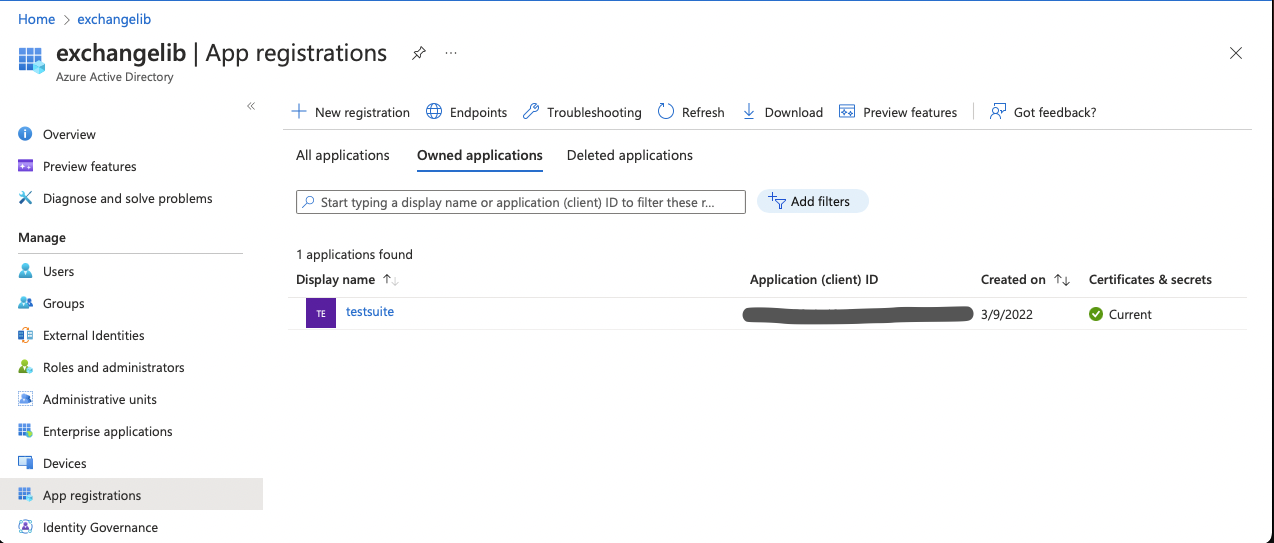 Home > exchangelib
exchangelib | App registrations ...
Azure Active Directory
«
New registration Endpoints Troubleshooting Refresh Download Preview features Got feedback?
Overview
Preview features
Diagnose and solve problems
Manage
Users
Groups
External Identities
Roles and administrators
Administrative units
Enterprise applications
Devices
App registrations
Identity Governance
All applications Owned applications Deleted applications
Start typing a display name or application (client) ID to filter these r...
Add filters
1 applications found
Display name Application (client) ID Created on Certificates & secrets
TE testsuite 3/9/2022 Current